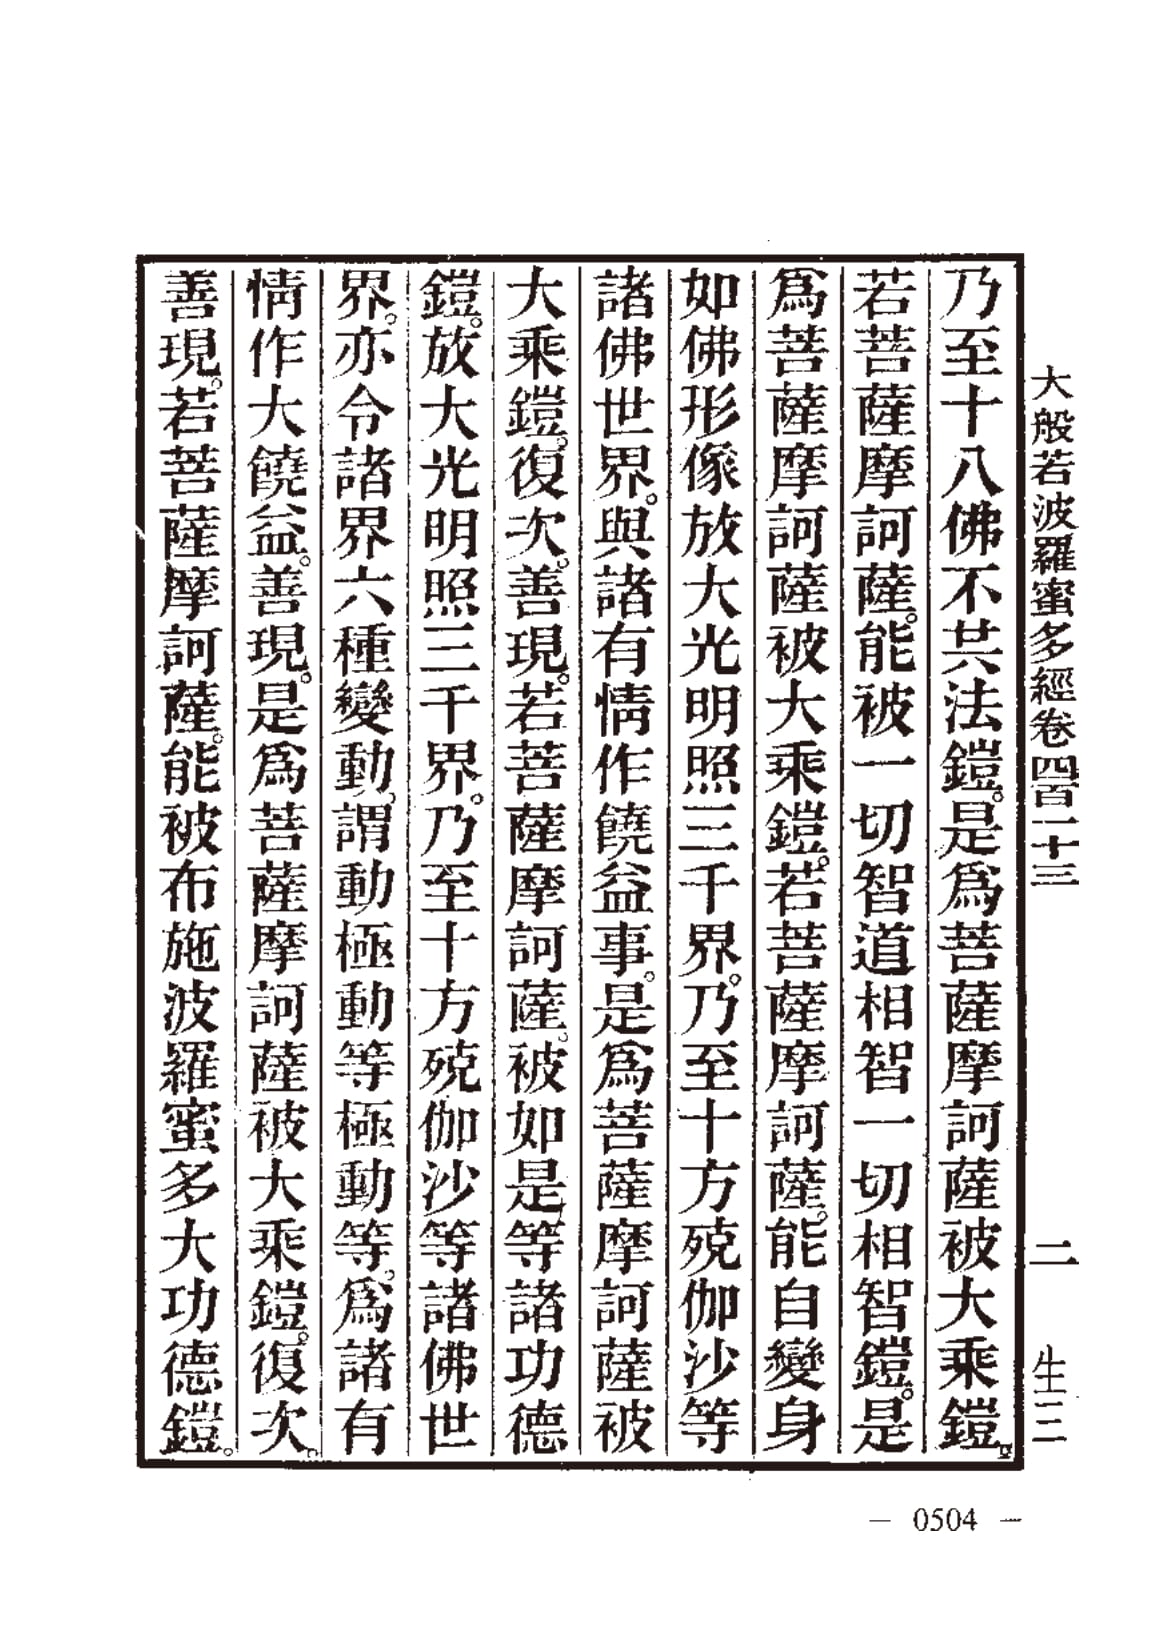 大般若波羅蜜多經卷四百一十三　二　生三
乃至十八佛不共法鎧。是爲菩薩摩訶薩被大乘鎧。
若菩薩摩訶薩。能被一切智道相智一切相智鎧。是
爲菩薩摩訶薩被大乘鎧。若菩薩摩訶薩。能自變身
如佛形像放大光明照三千界。乃至十方殑伽沙等
諸佛世界。與諸有情作饒益事。是爲菩薩摩訶薩被
大乘鎧。復次。善現。若菩薩摩訶薩。被如是等諸功德
鎧。放大光明照三千界。乃至十方殑伽沙等諸佛世
界。亦令諸界六種變動。謂動極動等極動等。爲諸有
情作大饒益。善現。是爲菩薩摩訶薩被大乘鎧。復次。
善現。若菩薩摩訶薩。能被布施波羅蜜多大功德鎧。
— 0504 —